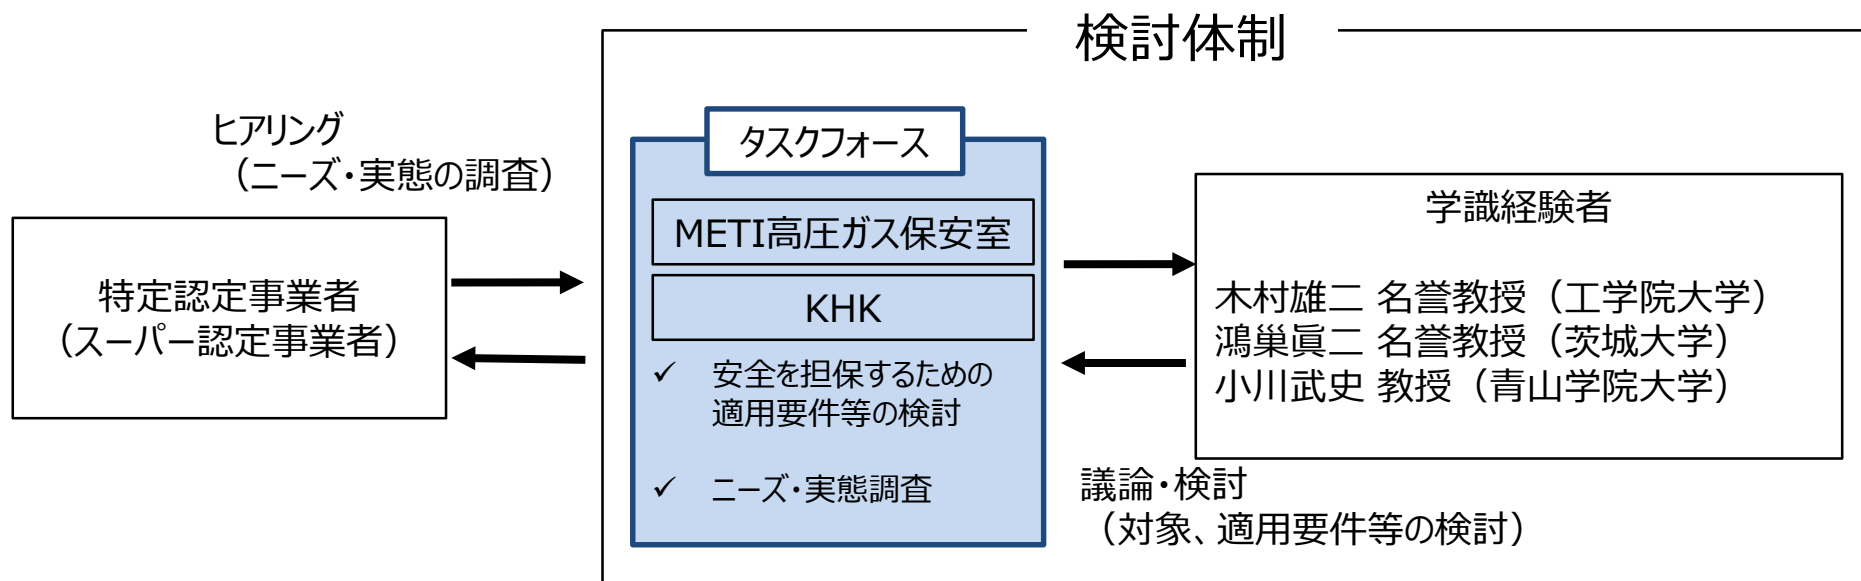 検討体制
ヒアリング
（ニーズ・実態の調査）
特定認定事業者
（スーパー認定事業者）
タスクフォース
METI高圧ガス保安室
KHK
✓ 安全を担保するための
適用要件等の検討
✓ ニーズ・実態調査
学識経験者
木村雄二 名誉教授（工学院大学）
鴻巣眞二 名誉教授（茨城大学）
小川武史 教授（青山学院大学）
議論・検討
（対象、適用要件等の検討）